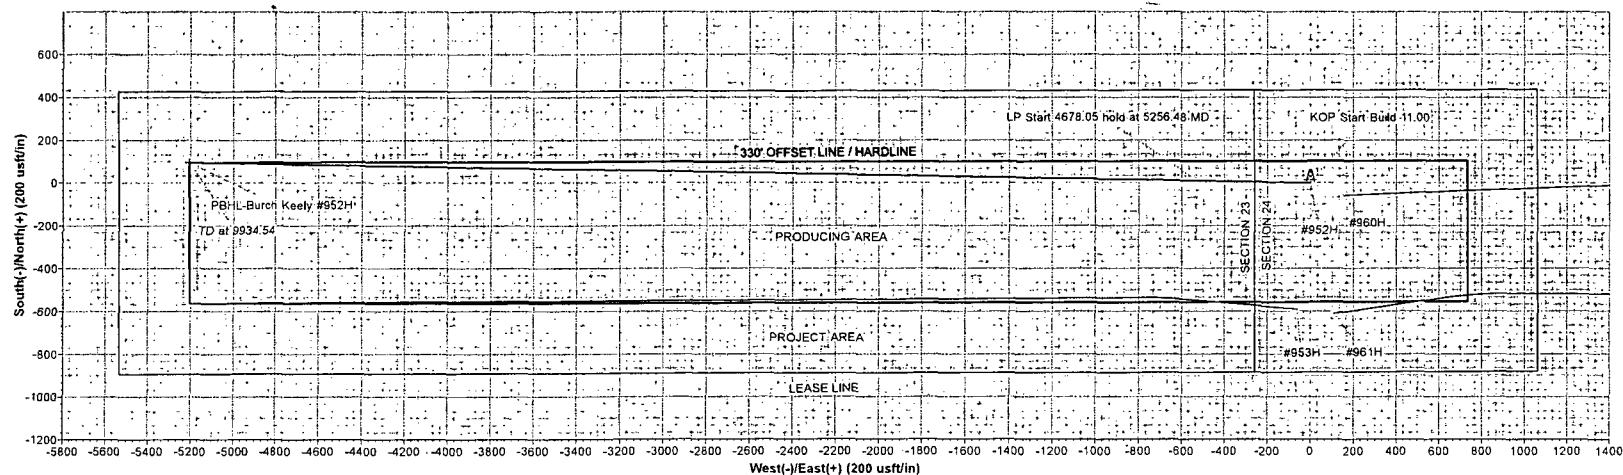 600
400
LP Start 4678.05 hold at 5256.48 MD
KOP Start Build 11.00
200
330' OFFSET LINE / HARDLINE
0
A
PBHL-Burch Keely #952H
TD at 9934.54
-200
PRODUCING AREA
SECTION 23
SECTION 24
#952H
#960H
-400
-600
PROJECT AREA
-800
#953H
#961H
LEASE LINE
-1000
-1200
South(-)/North(+) (200 usft/in)
-5800 -5600 -5400 -5200 -5000 -4800 -4600 -4400 -4200 -4000 -3800 -3600 -3400 -3200 -3000 -2800 -2600 -2400 -2200 -2000 -1800 -1600 -1400 -1200 -1000 -800 -600 -400 -200 0 200 400 600 800 1000 1200 1400
West(-)/East(+) (200 usft/in)